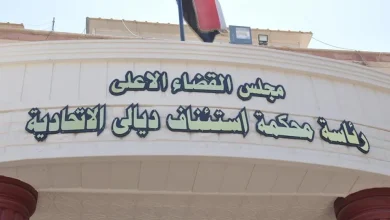 مجلس القضاء الاعلى
رئاسة محكمة استئناف ديالى الاتحادية